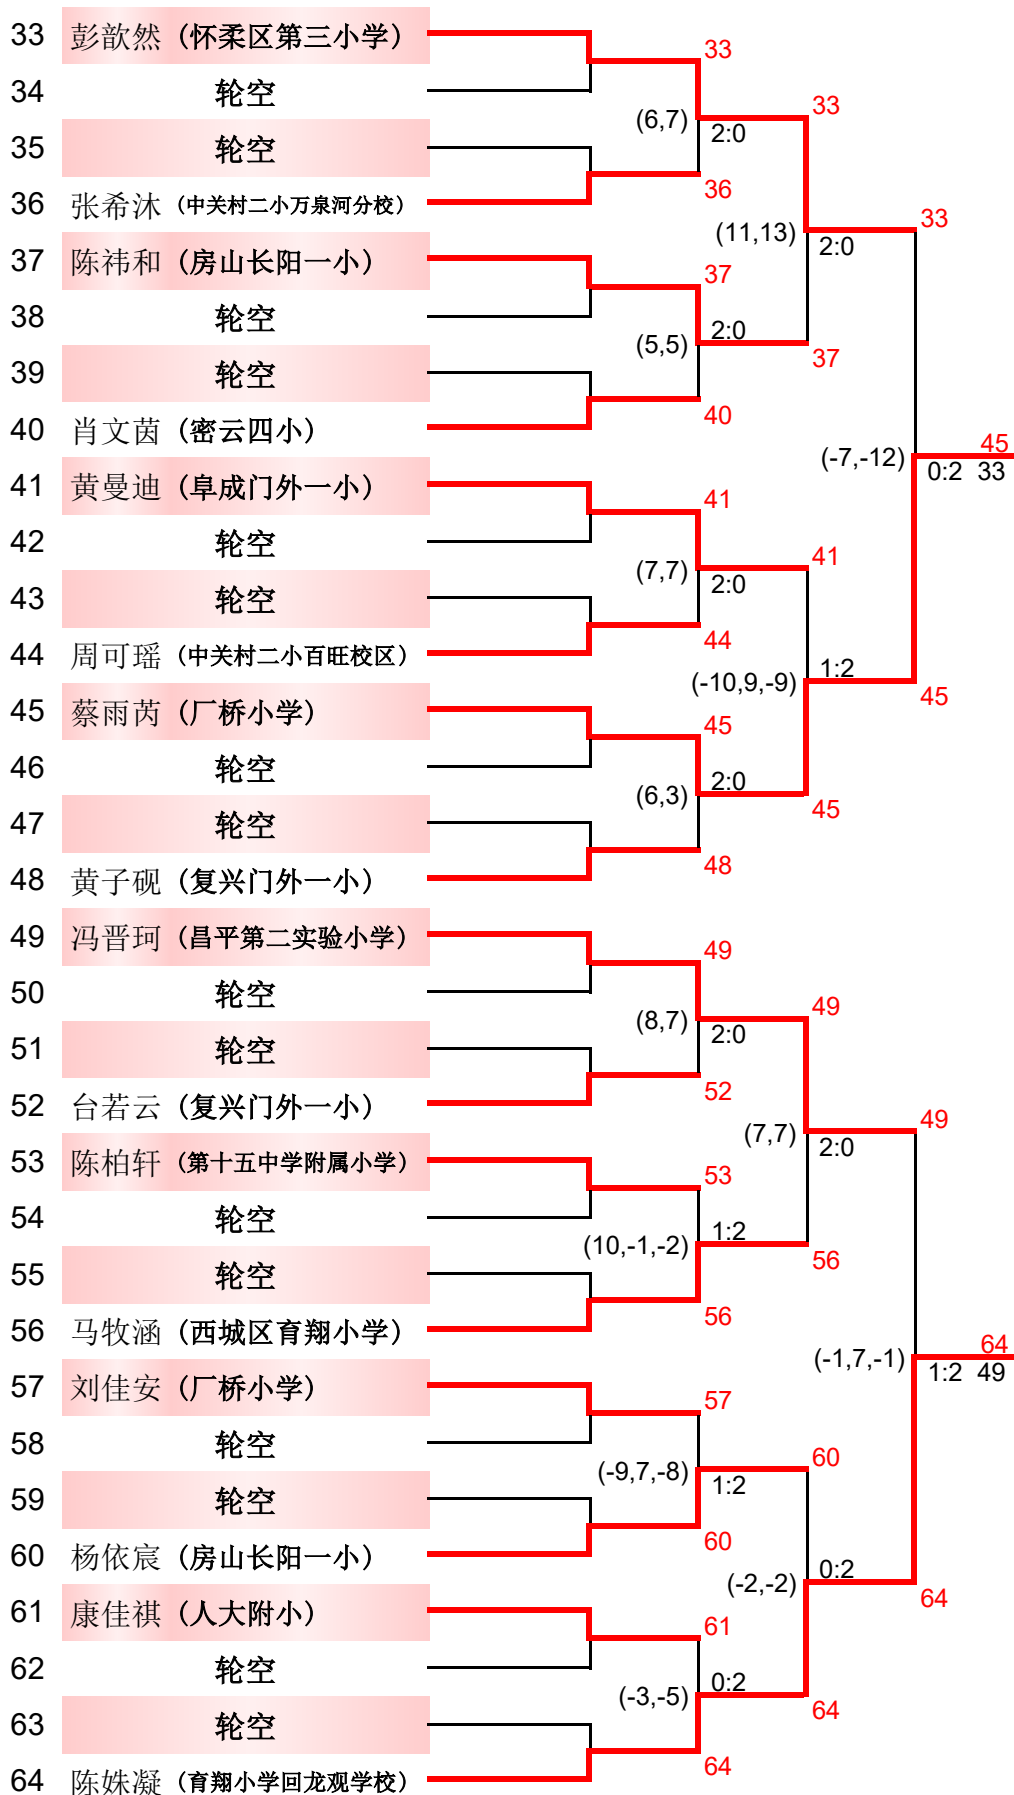 33 彭歆然 (怀柔区第三小学)
33
34 轮空
33
(6,7) 2:0
35 轮空
36
36 张希沐 (中关村二小万泉河分校)
33
(11,13) 2:0
37 陈祎和 (房山长阳一小)
37
38 轮空
2:0
(5,5)
37
39 轮空
40
40 肖文茵 (密云四小)
45
(-7,-12) 0:2 33
41 黄曼迪 (阜成门外一小)
41
42 轮空
41
(7,7) 2:0
43 轮空
44
44 周可瑶 (中关村二小百旺校区)
1:2
(-10,9,-9)
45
45 蔡雨芮 (厂桥小学)
45
46 轮空
2:0
(6,3)
45
47 轮空
48
48 黄子砚 (复兴门外一小)
49 冯晋珂 (昌平第二实验小学)
49
50 轮空
49
(8,7) 2:0
51 轮空
52
52 台若云 (复兴门外一小)
49
(7,7) 2:0
53 陈柏轩 (第十五中学附属小学)
53
54 轮空
1:2
(10,-1,-2)
56
55 轮空
56
56 马牧涵 (西城区育翔小学)
64
(-1,7,-1) 1:2 49
57 刘佳安 (厂桥小学)
57
58 轮空
60
(-9,7,-8) 1:2
59 轮空
60
60 杨依宸 (房山长阳一小)
0:2
(-2,-2)
64
61 康佳祺 (人大附小)
61
62 轮空
0:2
(-3,-5)
64
63 轮空
64
64 陈姝凝 (育翔小学回龙观学校)